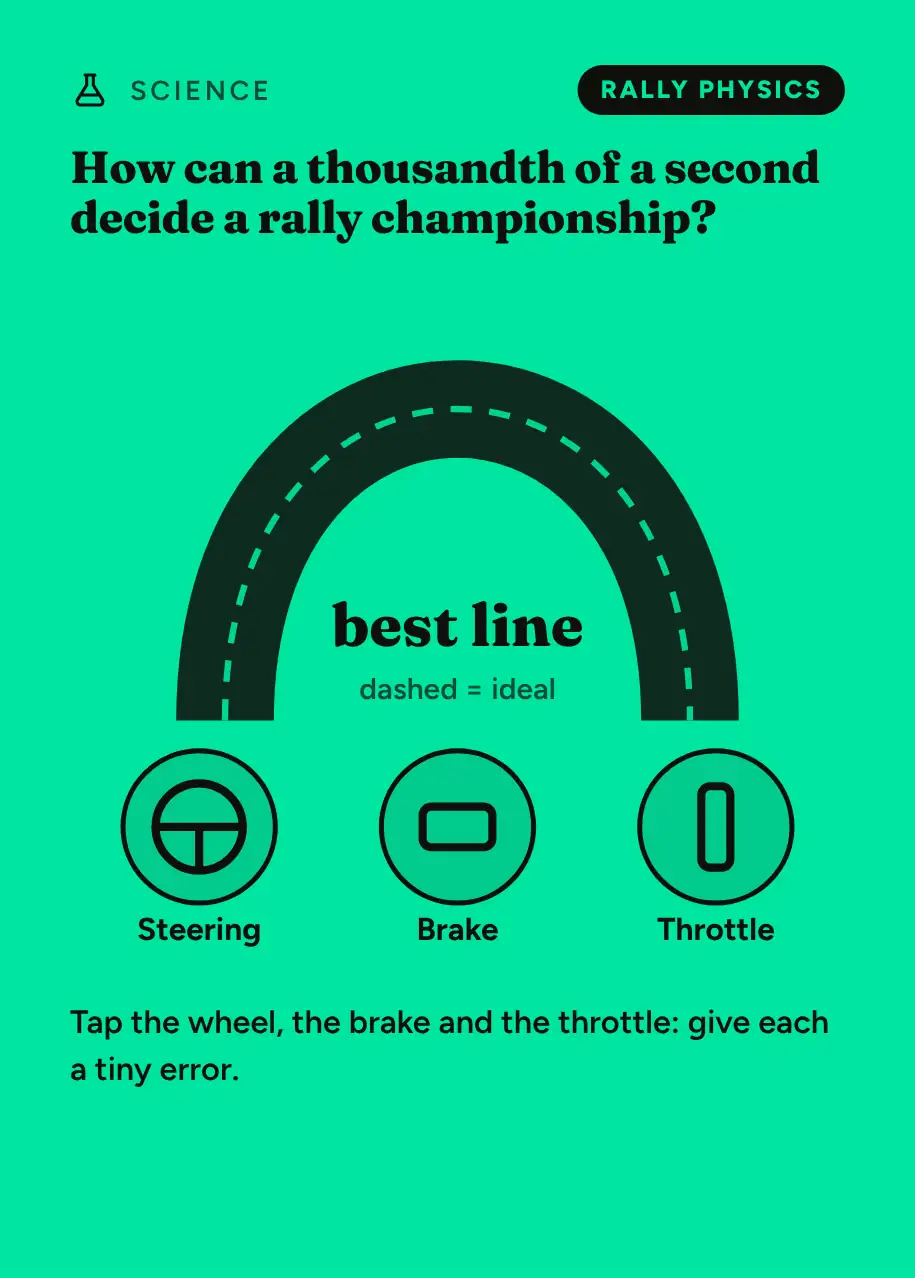 SCIENCE
RALLY PHYSICS
How can a thousandth of a second
decide a rally championship?
best line
dashed = ideal
Steering
Brake
Throttle
Tap the wheel, the brake and the throttle: give each
a tiny error.